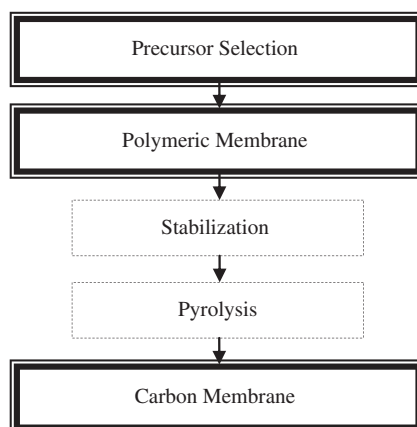 Precursor Selection
Polymeric Membrane
Stabilization
Pyrolysis
Carbon Membrane